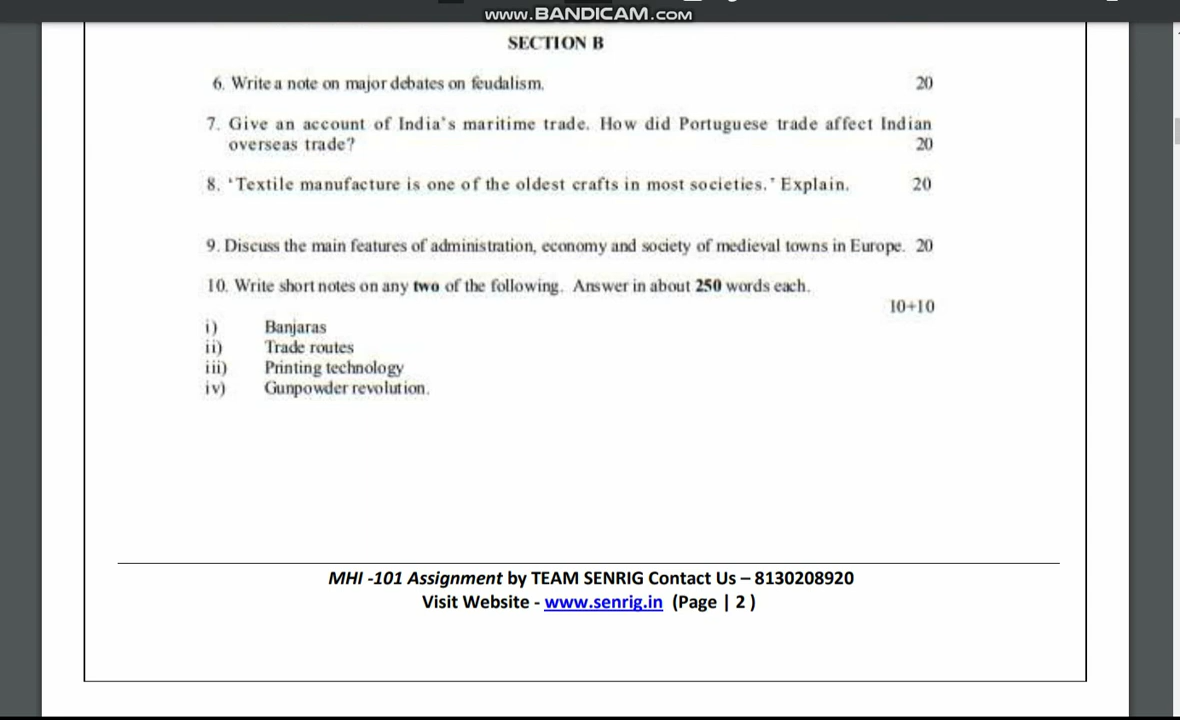 www.BANDICAM.COM
SECTION B
6. Write a note on major debates on feudalism. 20
7. Give an account of India's maritime trade. How did Portuguese trade affect Indian
overseas trade? 20
8. 'Textile manufacture is one of the oldest crafts in most societies.' Explain. 20
9. Discuss the main features of administration, economy and society of medieval towns in Europe. 20
10. Write short notes on any two of the following. Answer in about 250 words each.
10+10
i) Banjaras
ii) Trade routes
iii) Printing technology
iv) Gunpowder revolution.
MHI -101 Assignment by TEAM SENRIG Contact Us – 8130208920
Visit Website - www.senrig.in (Page | 2 )